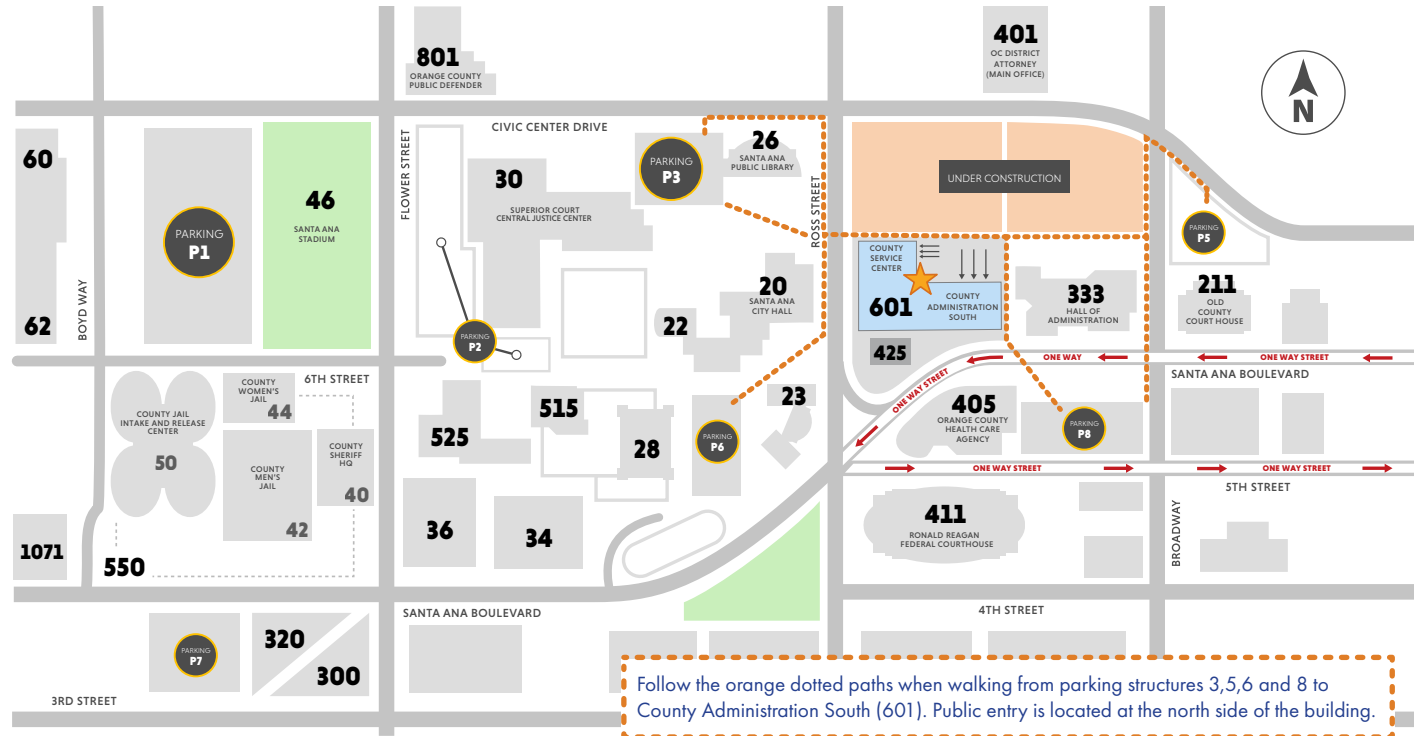 801
ORANGE COUNTY
PUBLIC DEFENDER
401
OC DISTRICT
ATTORNEY
(MAIN OFFICE)
N
CIVIC CENTER DRIVE
FLOWER STREET
BOYD WAY
ROSS STREET
60
62
PARKING
P1
46
SANTA ANA
STADIUM
30
SUPERIOR COURT
CENTRAL JUSTICE CENTER
PARKING
P3
26
SANTA ANA
PUBLIC LIBRARY
UNDER CONSTRUCTION
PARKING
P5
COUNTY
SERVICE
CENTER
601
COUNTY
ADMINISTRATION
SOUTH
333
HALL OF
ADMINISTRATION
211
OLD
COUNTY
COURT HOUSE
20
SANTA ANA
CITY HALL
22
PARKING
P2
425
ONE WAY
ONE WAY STREET
ONE WAY STREET
SANTA ANA BOULEVARD
6TH STREET
COUNTY
WOMEN'S
JAIL
44
COUNTY JAIL
INTAKE AND RELEASE
CENTER
50
COUNTY
MEN'S
JAIL
42
COUNTY
SHERIFF
HQ
40
525
515
28
23
PARKING
P6
405
ORANGE COUNTY
HEALTH CARE
AGENCY
PARKING
P8
ONE WAY STREET
ONE WAY STREET
5TH STREET
36
34
411
RONALD REAGAN
FEDERAL COURTHOUSE
BROADWAY
1071
550
SANTA ANA BOULEVARD
4TH STREET
PARKING
P7
320
300
3RD STREET
Follow the orange dotted paths when walking from parking structures 3,5,6 and 8 to
County Administration South (601). Public entry is located at the north side of the building.